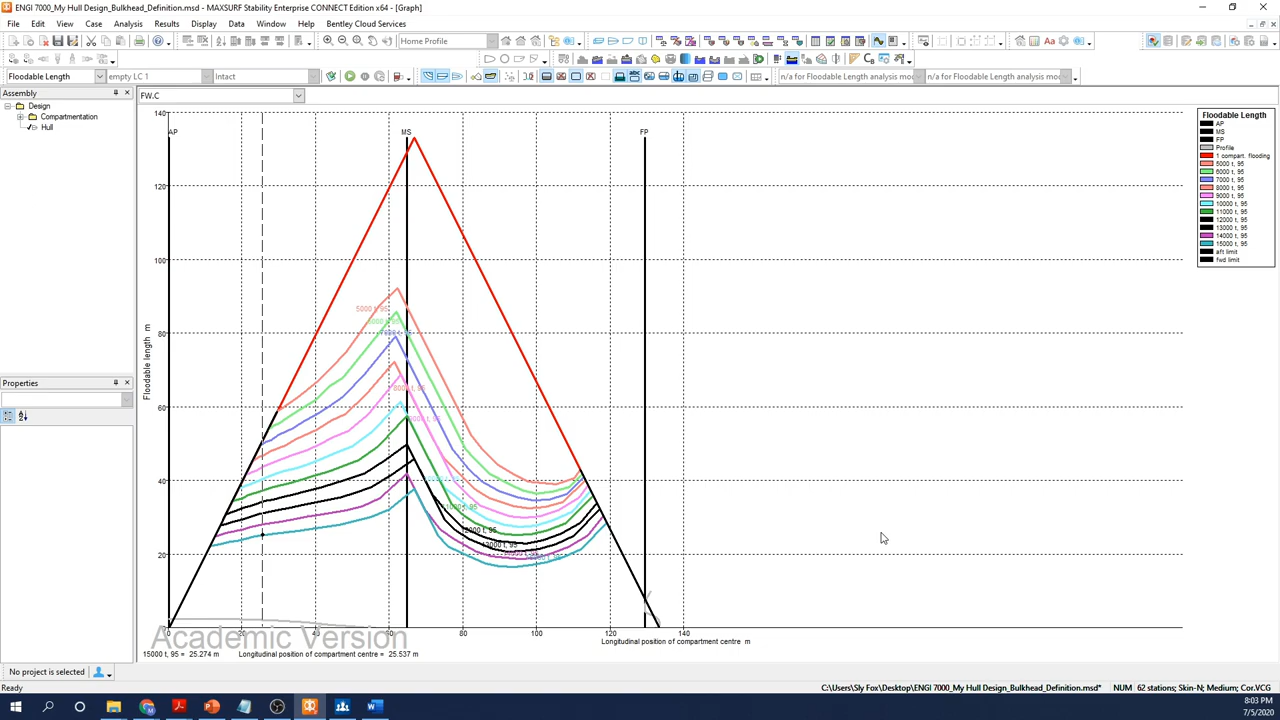 ENGI 7000_My Hull Design_Bulkhead_Definition.msd - MAXSURF Stability Enterprise CONNECT Edition x64 - [Graph]
File Edit View Case Analysis Results Display Data Window Help Bentley Cloud Services
Home Profile
Floodable Length empty LC 1 Intact n/a for Floodable Length analysis mod n/a for Floodable Length analysis mod
Assembly
Design
Compartmentation
Hull
Properties
FW.C
140
120
100
80
60
40
20
Floodable length m
AP
MS
FP
5000 t, 95
0 20 40 60 80 100 120 140
Longitudinal position of compartment centre m
Academic Version
15000 t, 95 = 25.274 m Longitudinal position of compartment centre = 25.537 m
Floodable Length
AP
MS
FP
Profile
1 compart. flooding
5000 t, 95
6000 t, 95
7000 t, 95
8000 t, 95
9000 t, 95
10000 t, 95
11000 t, 95
12000 t, 95
13000 t, 95
14000 t, 95
15000 t, 95
aft limit
fwd limit
No project is selected
Ready
C:\Users\Sly Fox\Desktop\ENGI 7000_My Hull Design_Bulkhead_Definition.msd* NUM 62 stations; Skin-N; Medium; Cor.VCG
8:03 PM
7/5/2020